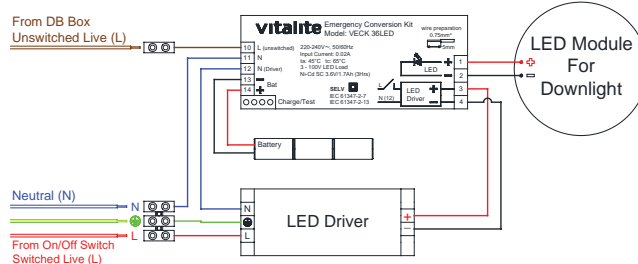 From DB Box
Unswitched Live (L)
vitalite Emergency Conversion Kit
Model: VECK 36LED
wire preparation
0.75mm²
5mm
220-240V~, 50/60Hz
Input Current: 0.02A
ta: 45°C tc: 65°C
3 - 100V LED Load
Ni-Cd SC 3.6V/1.7Ah (3Hrs)
SELV
IEC 61347-2-7
IEC 61347-2-13
10 L (unswitched)
11 N
12 N (Driver)
13 − Bat
14 +
Charge/Test
LED
+ 1
− 2
3
4
L
N (12)
LED
Driver
+
−
LED Module
For
Downlight
+
−
Battery
Neutral (N)
N
L
From On/Off Switch
Switched Live (L)
N
L
LED Driver
+
−